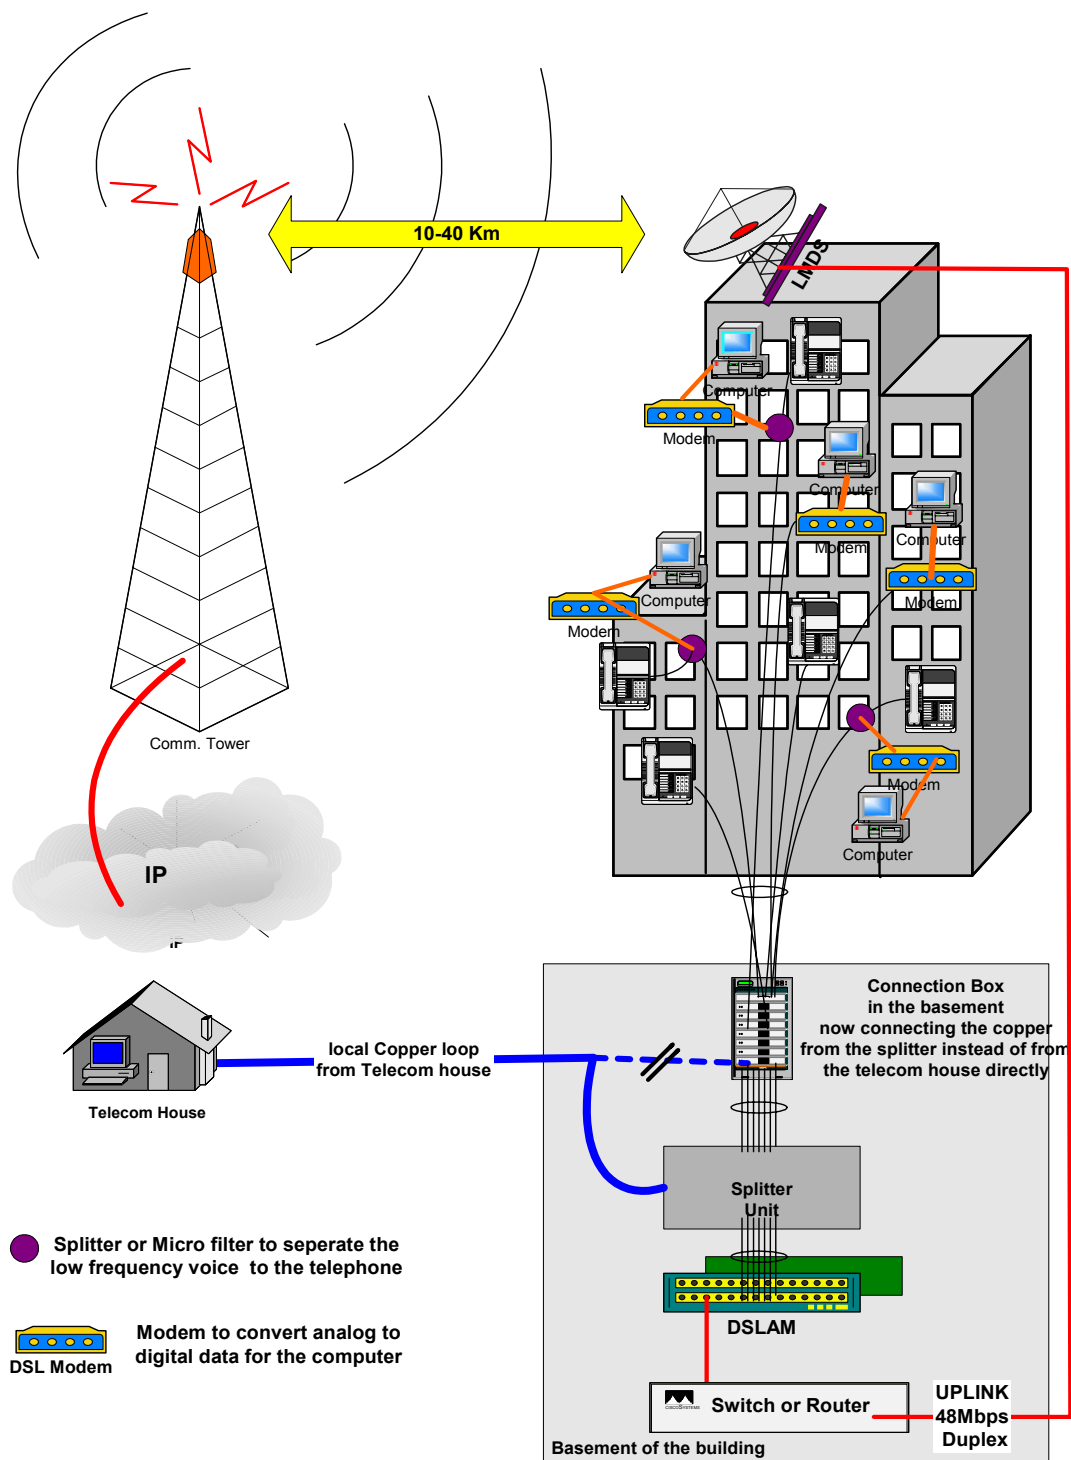 10-40 Km
LMDS
Computer
Modem
Computer
Modem
Computer
Modem
Computer
Modem
Modem
Computer
Comm. Tower
IP
IP
Telecom House
local Copper loop
from Telecom house
Connection Box
in the basement
now connecting the copper
from the splitter instead of from
the telecom house directly
Splitter
Unit
Splitter or Micro filter to seperate the
low frequency voice to the telephone
DSLAM
Modem to convert analog to
digital data for the computer
DSL Modem
CISCO SYSTEMS
Switch or Router
UPLINK
48Mbps
Duplex
Basement of the building